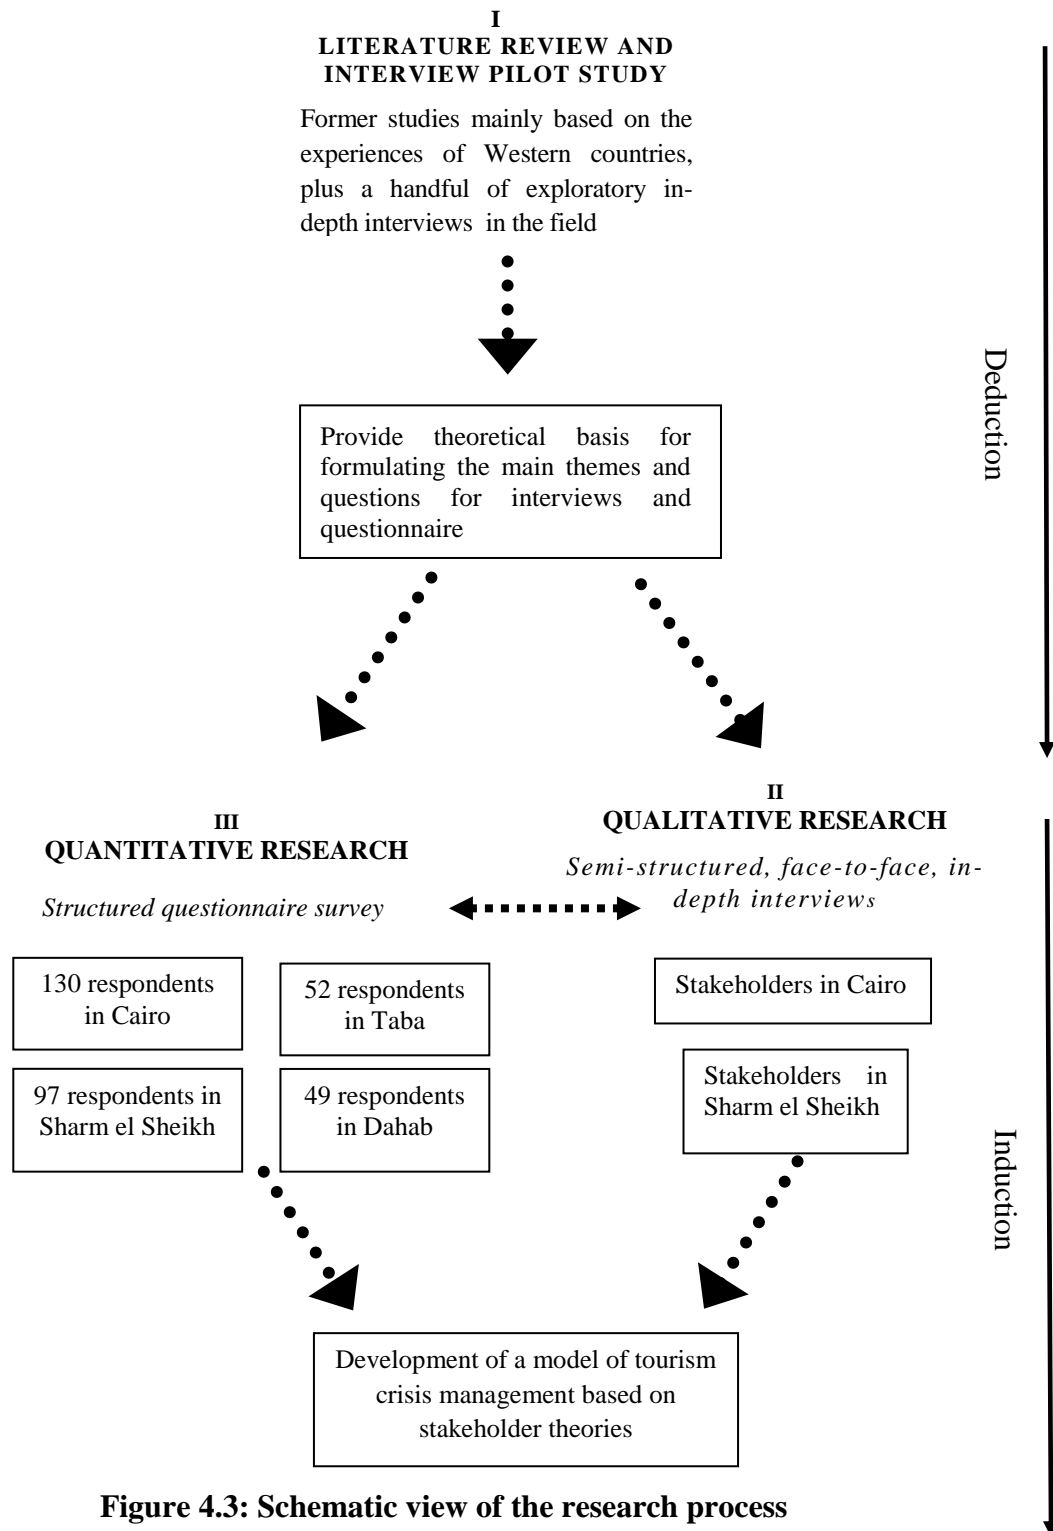 I
LITERATURE REVIEW AND
INTERVIEW PILOT STUDY
Former studies mainly based on the
experiences of Western countries,
plus a handful of exploratory in-
depth interviews in the field
Deduction
Provide theoretical basis for
formulating the main themes and
questions for interviews and
questionnaire
III
QUANTITATIVE RESEARCH
Structured questionnaire survey
II
QUALITATIVE RESEARCH
Semi-structured, face-to-face, in-
depth interviews
130 respondents
in Cairo
52 respondents
in Taba
97 respondents in
Sharm el Sheikh
49 respondents
in Dahab
Stakeholders in Cairo
Stakeholders in
Sharm el Sheikh
Induction
Development of a model of tourism
crisis management based on
stakeholder theories
Figure 4.3: Schematic view of the research process